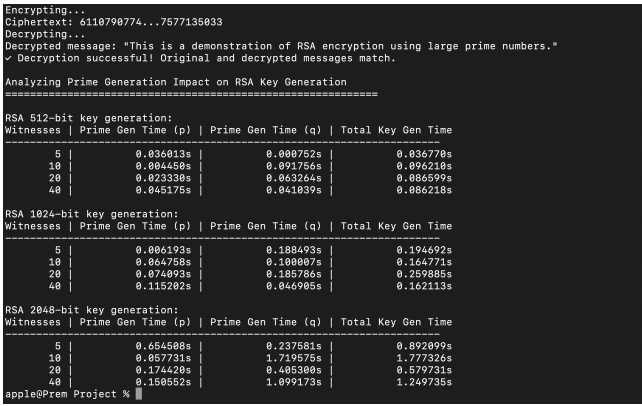 Encrypting...
Ciphertext: 6110790774...7577135033
Decrypting...
Decrypted message: "This is a demonstration of RSA encryption using large prime numbers."
✓ Decryption successful! Original and decrypted messages match.
Analyzing Prime Generation Impact on RSA Key Generation
============================================================
RSA 512-bit key generation:
Witnesses | Prime Gen Time (p) | Prime Gen Time (q) | Total Key Gen Time
----------------------------------------------------------------------
5 | 0.036013s | 0.000752s | 0.036770s
10 | 0.004450s | 0.091756s | 0.096210s
20 | 0.023330s | 0.063264s | 0.086599s
40 | 0.045175s | 0.041039s | 0.086218s
RSA 1024-bit key generation:
Witnesses | Prime Gen Time (p) | Prime Gen Time (q) | Total Key Gen Time
----------------------------------------------------------------------
5 | 0.006193s | 0.188493s | 0.194692s
10 | 0.064758s | 0.100007s | 0.164771s
20 | 0.074093s | 0.185786s | 0.259885s
40 | 0.115202s | 0.046905s | 0.162113s
RSA 2048-bit key generation:
Witnesses | Prime Gen Time (p) | Prime Gen Time (q) | Total Key Gen Time
----------------------------------------------------------------------
5 | 0.654508s | 0.237581s | 0.892099s
10 | 0.057731s | 1.719575s | 1.777326s
20 | 0.174420s | 0.405300s | 0.579731s
40 | 0.150552s | 1.099173s | 1.249735s
apple@Prem Project %